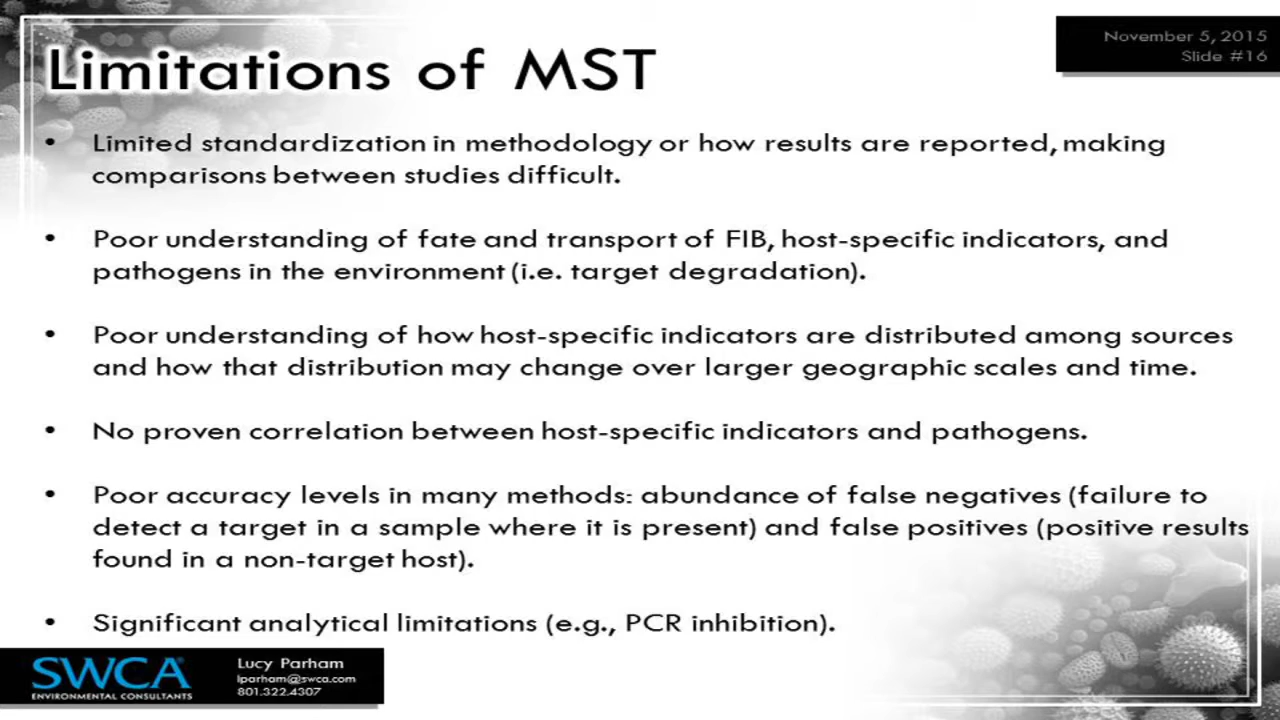 November 5, 2015
Slide #16
Limitations of MST
• Limited standardization in methodology or how results are reported, making
comparisons between studies difficult.
• Poor understanding of fate and transport of FIB, host-specific indicators, and
pathogens in the environment (i.e. target degradation).
• Poor understanding of how host-specific indicators are distributed among sources
and how that distribution may change over larger geographic scales and time.
• No proven correlation between host-specific indicators and pathogens.
• Poor accuracy levels in many methods: abundance of false negatives (failure to
detect a target in a sample where it is present) and false positives (positive results
found in a non-target host).
• Significant analytical limitations (e.g., PCR inhibition).
SWCA®
ENVIRONMENTAL CONSULTANTS
Lucy Parham
lparham@swca.com
801.322.4307